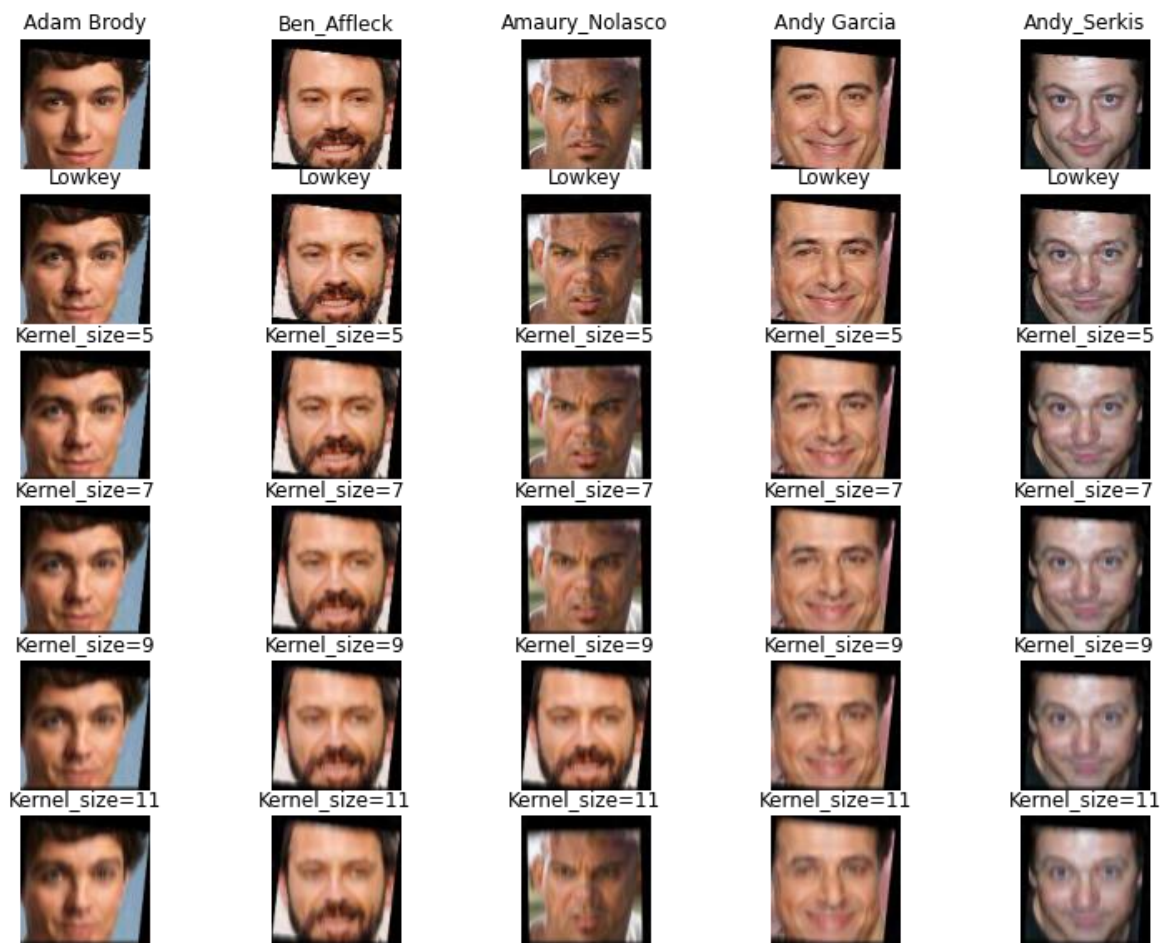 Adam Brody Ben_Affleck Amaury_Nolasco Andy Garcia Andy_Serkis
Lowkey Lowkey Lowkey Lowkey Lowkey
Kernel_size=5 Kernel_size=5 Kernel_size=5 Kernel_size=5 Kernel_size=5
Kernel_size=7 Kernel_size=7 Kernel_size=7 Kernel_size=7 Kernel_size=7
Kernel_size=9 Kernel_size=9 Kernel_size=9 Kernel_size=9 Kernel_size=9
Kernel_size=11 Kernel_size=11 Kernel_size=11 Kernel_size=11 Kernel_size=11